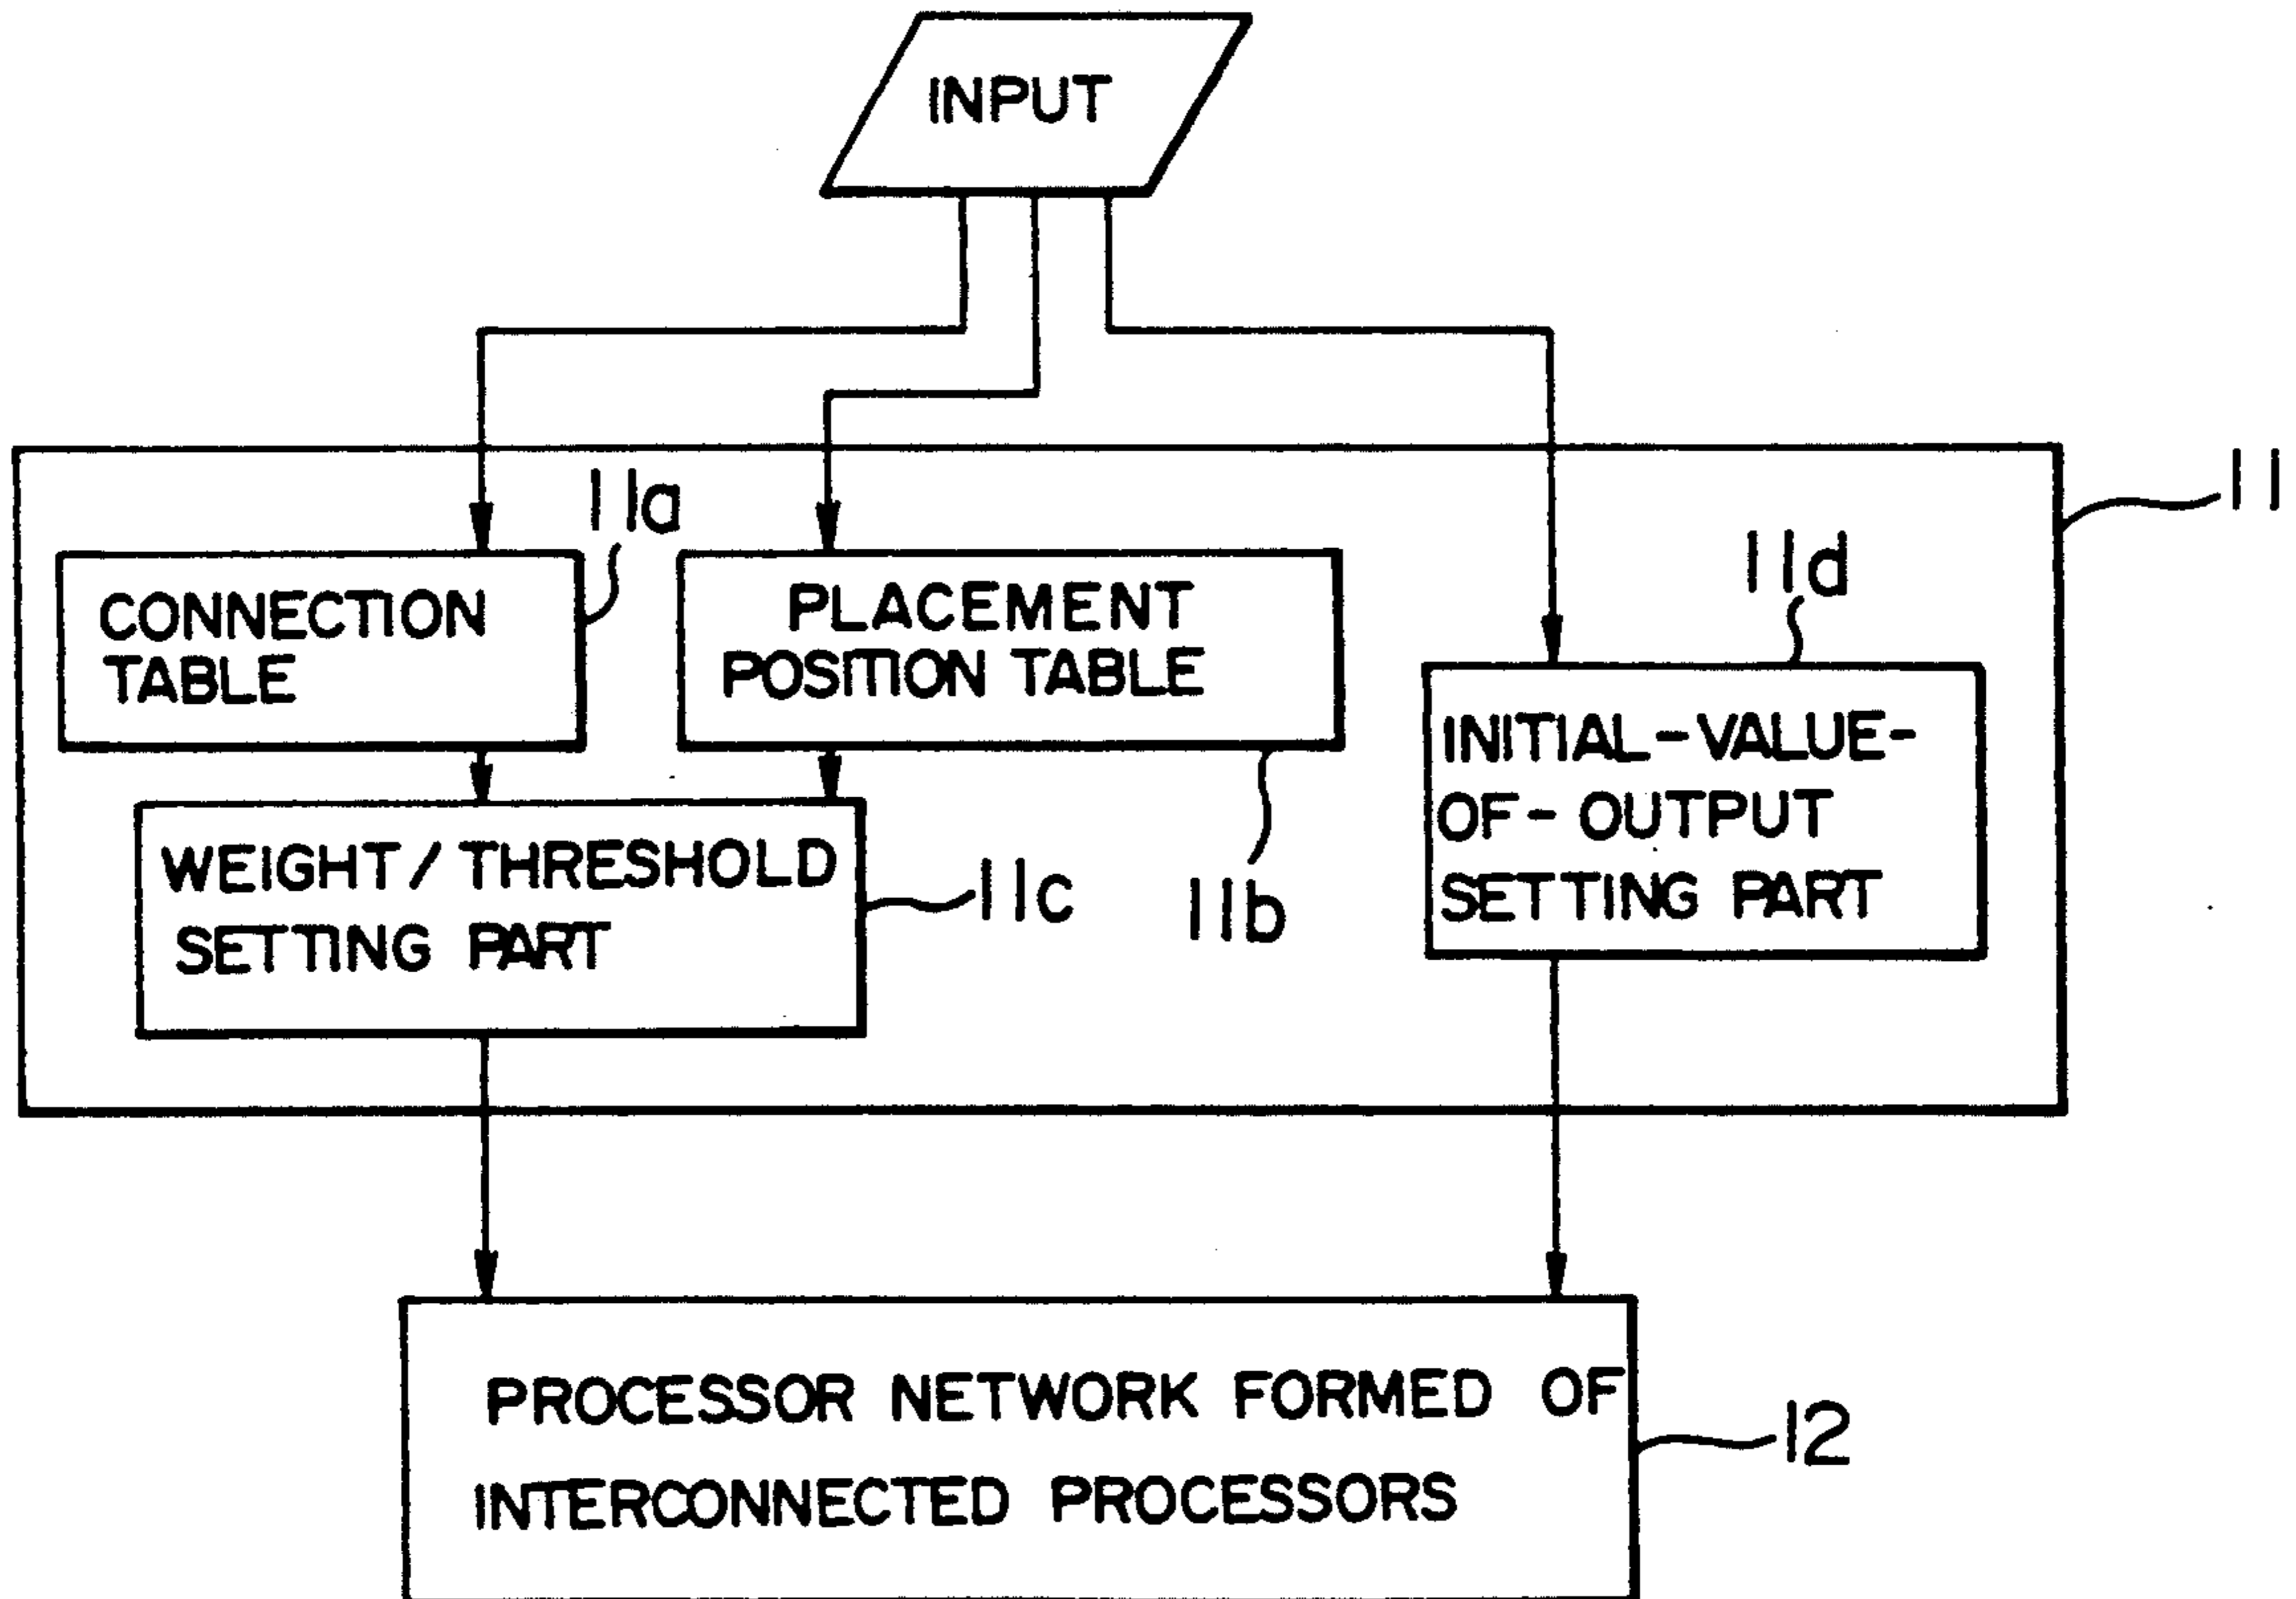 INPUT
11
11a
CONNECTION
TABLE
PLACEMENT
POSITION TABLE
11b
11d
INITIAL-VALUE-
OF-OUTPUT
SETTING PART
WEIGHT/THRESHOLD
SETTING PART
11c
PROCESSOR NETWORK FORMED OF
INTERCONNECTED PROCESSORS
12